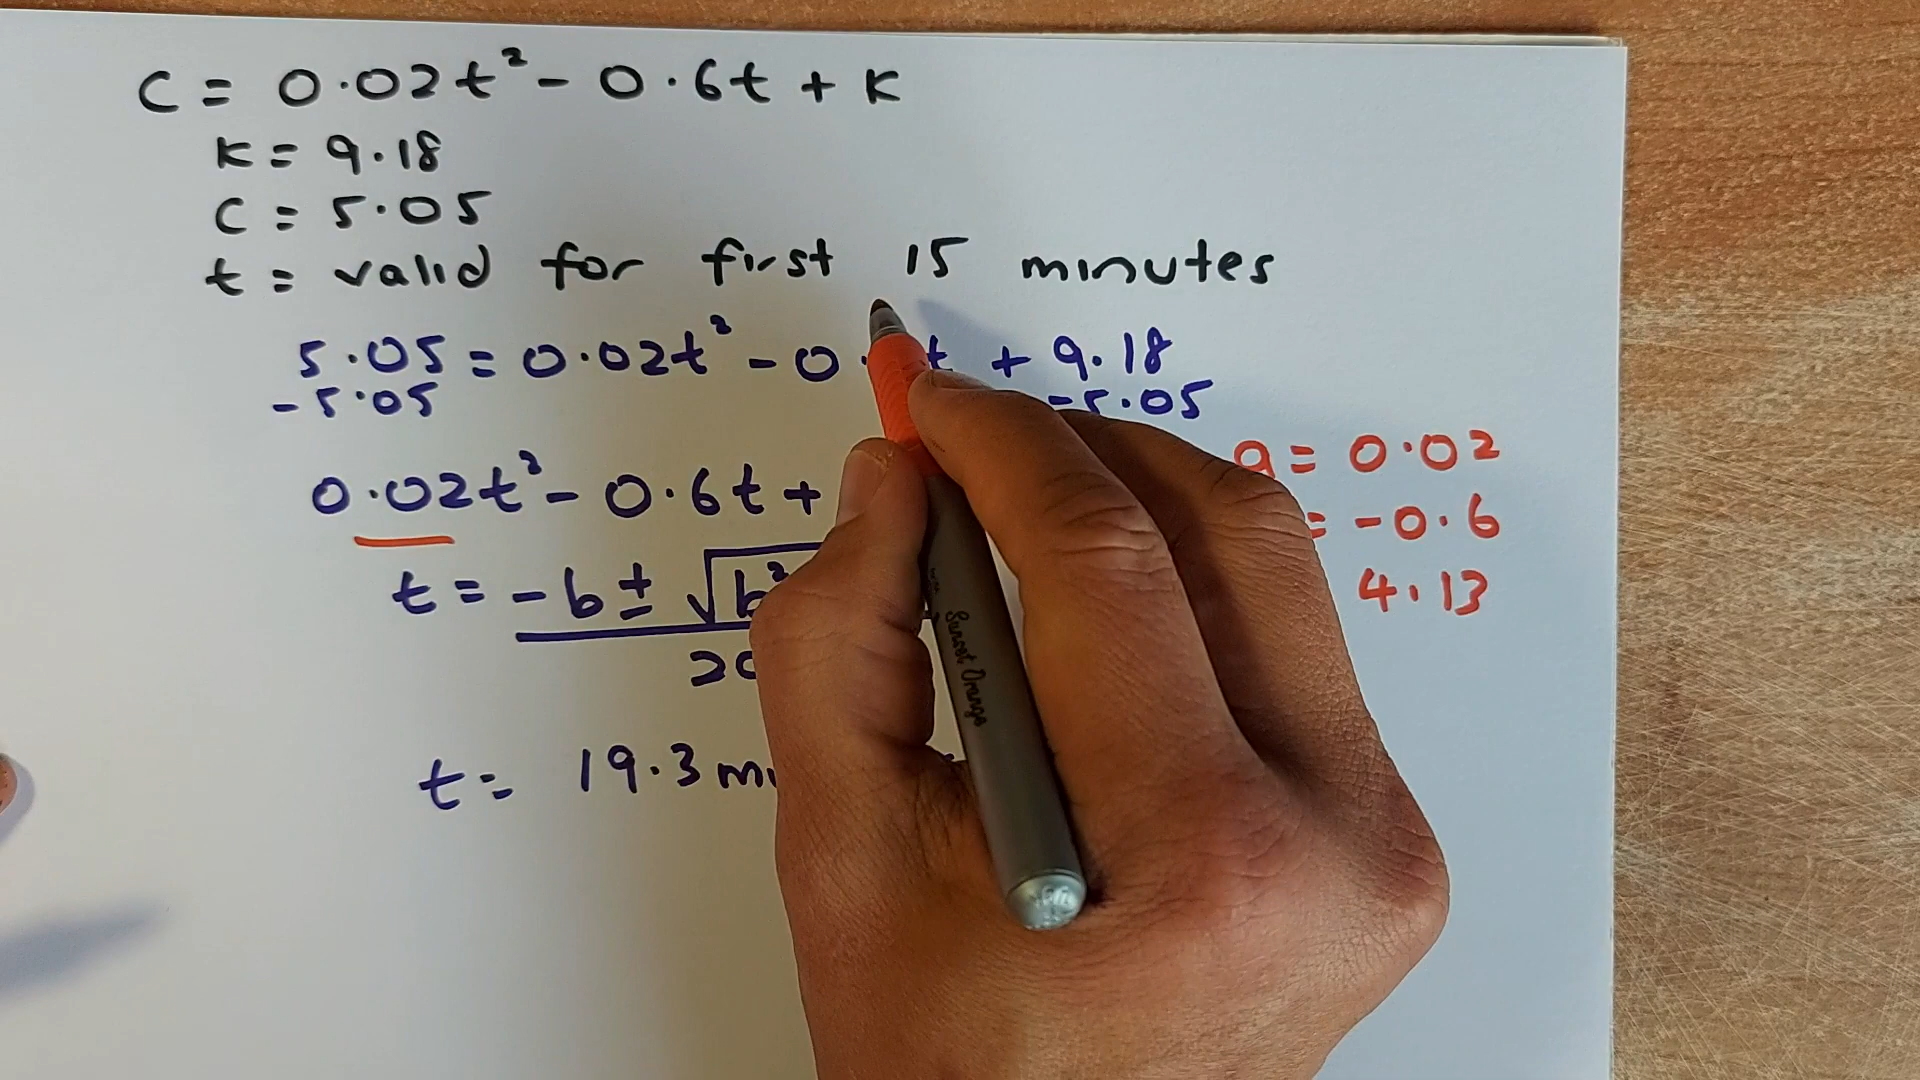 C = 0.02t² - 0.6t + K
K = 9.18
C = 5.05
t = valid for first 15 minutes
5.05 = 0.02t² - 0. t + 9.18
-5.05 -5.05
0.02t² - 0.6t +
a = 0.02
= -0.6
4.13
t = -b ± √b²
2a
t = 19.3
Sunset Orange